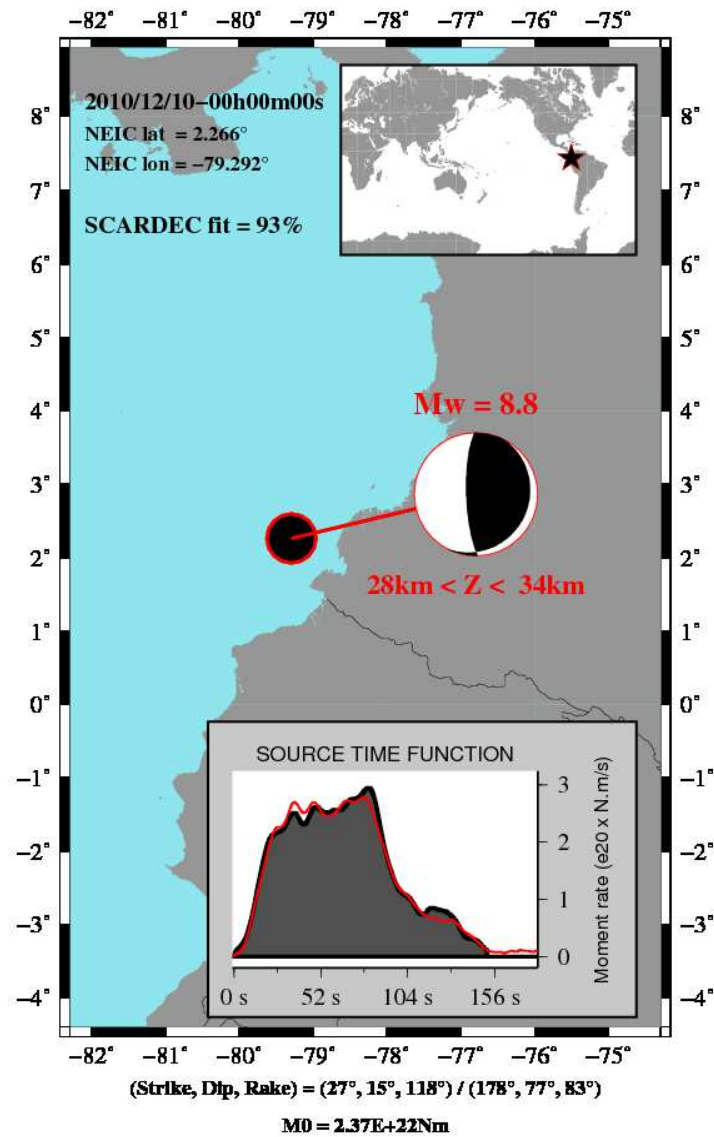 −82° −81° −80° −79° −78° −77° −76° −75°
8°
7°
6°
5°
4°
3°
2°
1°
0°
−1°
−2°
−3°
−4°
2010/12/10−00h00m00s
NEIC lat = 2.266°
NEIC lon = −79.292°
SCARDEC fit = 93%
Mw = 8.8
28km < Z < 34km
SOURCE TIME FUNCTION
3
2
1
0
Moment rate (e20 x N.m/s)
0 s 52 s 104 s 156 s
−82° −81° −80° −79° −78° −77° −76° −75°
(Strike, Dip, Rake) = (27°, 15°, 118°) / (178°, 77°, 83°)
M0 = 2.37E+22Nm